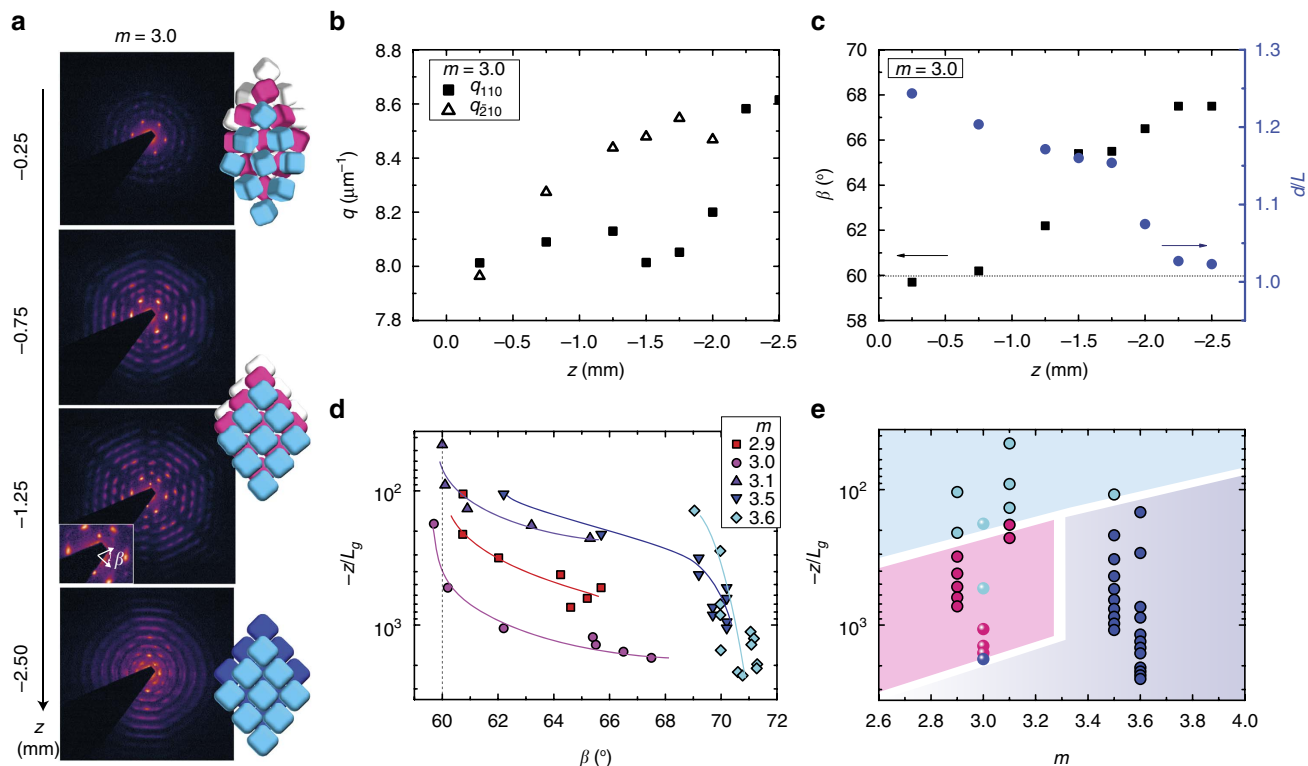 a
m = 3.0
−0.25
−0.75
−1.25
−2.50
β
z
(mm)
b
8.8
8.6
8.4
8.2
8.0
7.8
q (μm⁻¹)
m = 3.0
q₁₁₀
q_2̄10
0.0 −0.5 −1.0 −1.5 −2.0 −2.5
z (mm)
c
70
68
66
64
62
60
58
β (°)
m = 3.0
1.3
1.2
1.1
1.0
d/L
0.0 −0.5 −1.0 −1.5 −2.0 −2.5
z (mm)
d
−z/L_g
10²
10³
m
2.9
3.0
3.1
3.5
3.6
60 62 64 66 68 70 72
β (°)
e
−z/L_g
10²
10³
2.6 2.8 3.0 3.2 3.4 3.6 3.8 4.0
m